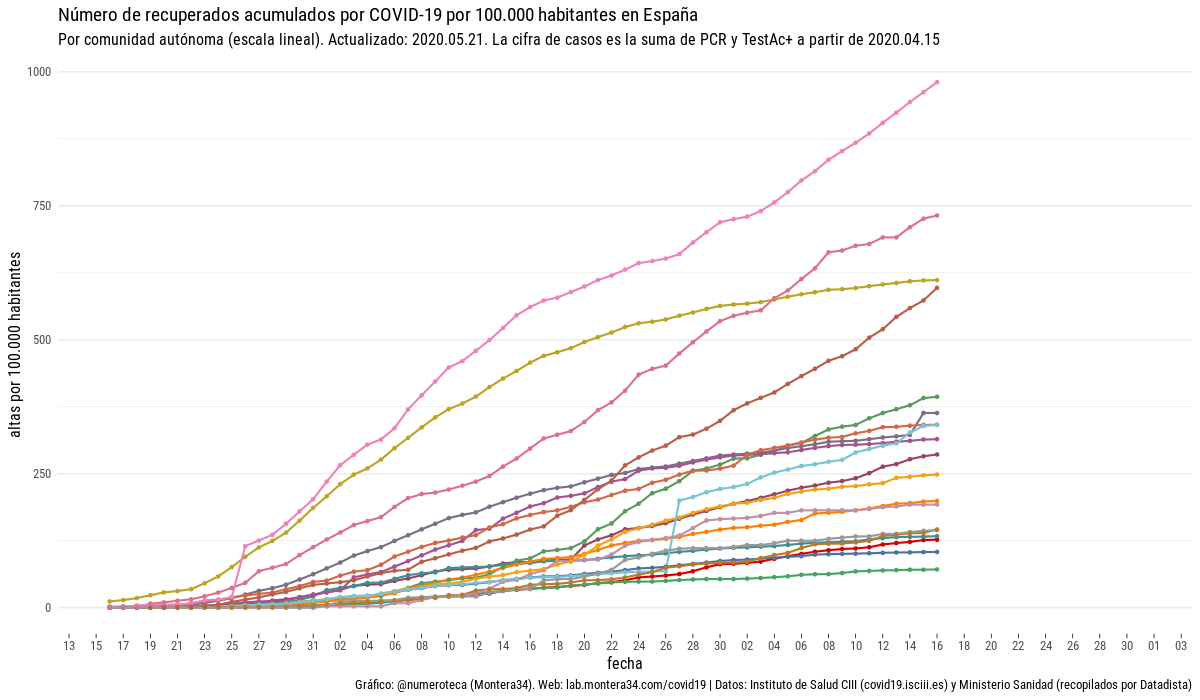 Número de recuperados acumulados por COVID-19 por 100.000 habitantes en España
Por comunidad autónoma (escala lineal). Actualizado: 2020.05.21. La cifra de casos es la suma de PCR y TestAc+ a partir de 2020.04.15
altas por 100.000 habitantes
1000
750
500
250
0
13 15 17 19 21 23 25 27 29 31 02 04 06 08 10 12 14 16 18 20 22 24 26 28 30 02 04 06 08 10 12 14 16 18 20 22 24 26 28 30 01 03
fecha
Gráfico: @numeroteca (Montera34). Web: lab.montera34.com/covid19 | Datos: Instituto de Salud CIII (covid19.isciii.es) y Ministerio Sanidad (recopilados por Datadista)